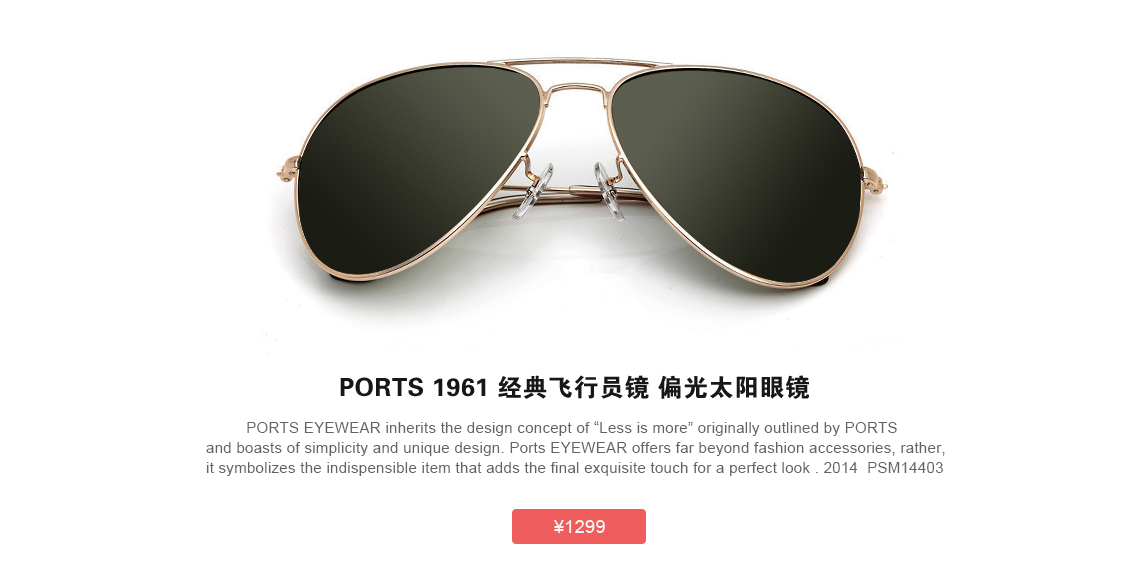 PORTS 1961 经典飞行员镜 偏光太阳眼镜
PORTS EYEWEAR inherits the design concept of “Less is more” originally outlined by PORTS
and boasts of simplicity and unique design. Ports EYEWEAR offers far beyond fashion accessories, rather,
it symbolizes the indispensible item that adds the final exquisite touch for a perfect look . 2014  PSM14403
¥1299